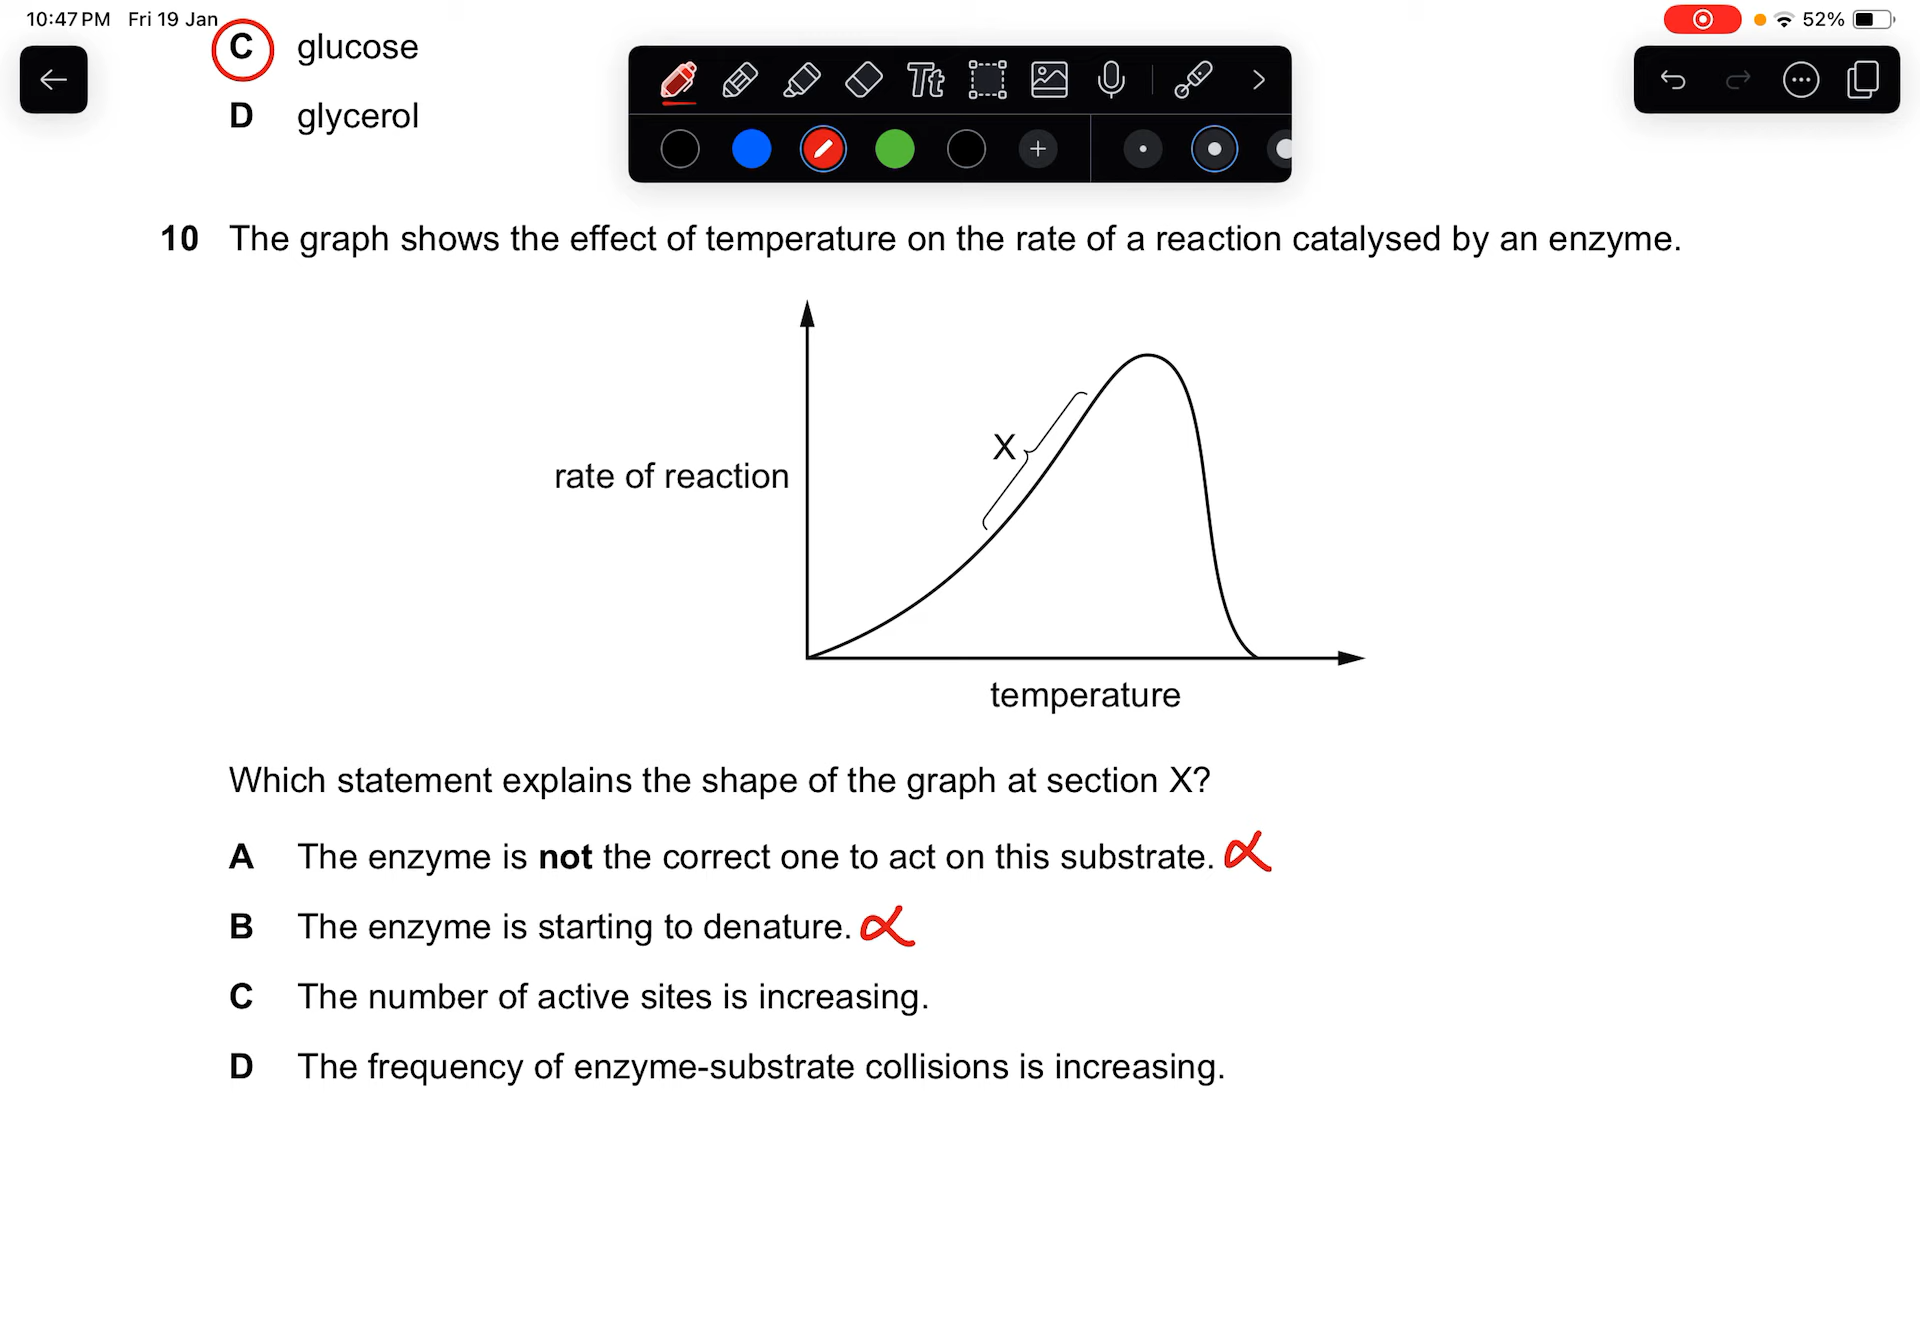 10:47 PM Fri 19 Jan
52%
C glucose
D glycerol
Tt
10 The graph shows the effect of temperature on the rate of a reaction catalysed by an enzyme.
X
rate of reaction
temperature
Which statement explains the shape of the graph at section X?
A The enzyme is not the correct one to act on this substrate.
B The enzyme is starting to denature.
C The number of active sites is increasing.
D The frequency of enzyme-substrate collisions is increasing.